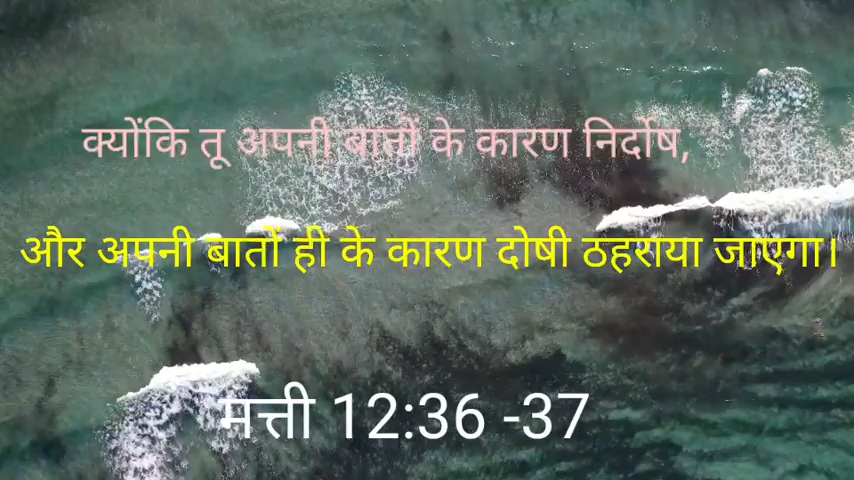 क्योंकि तू अपनी बातों के कारण निर्दोष,
और अपनी बातों ही के कारण दोषी ठहराया जाएगा।
मत्ती 12:36 -37